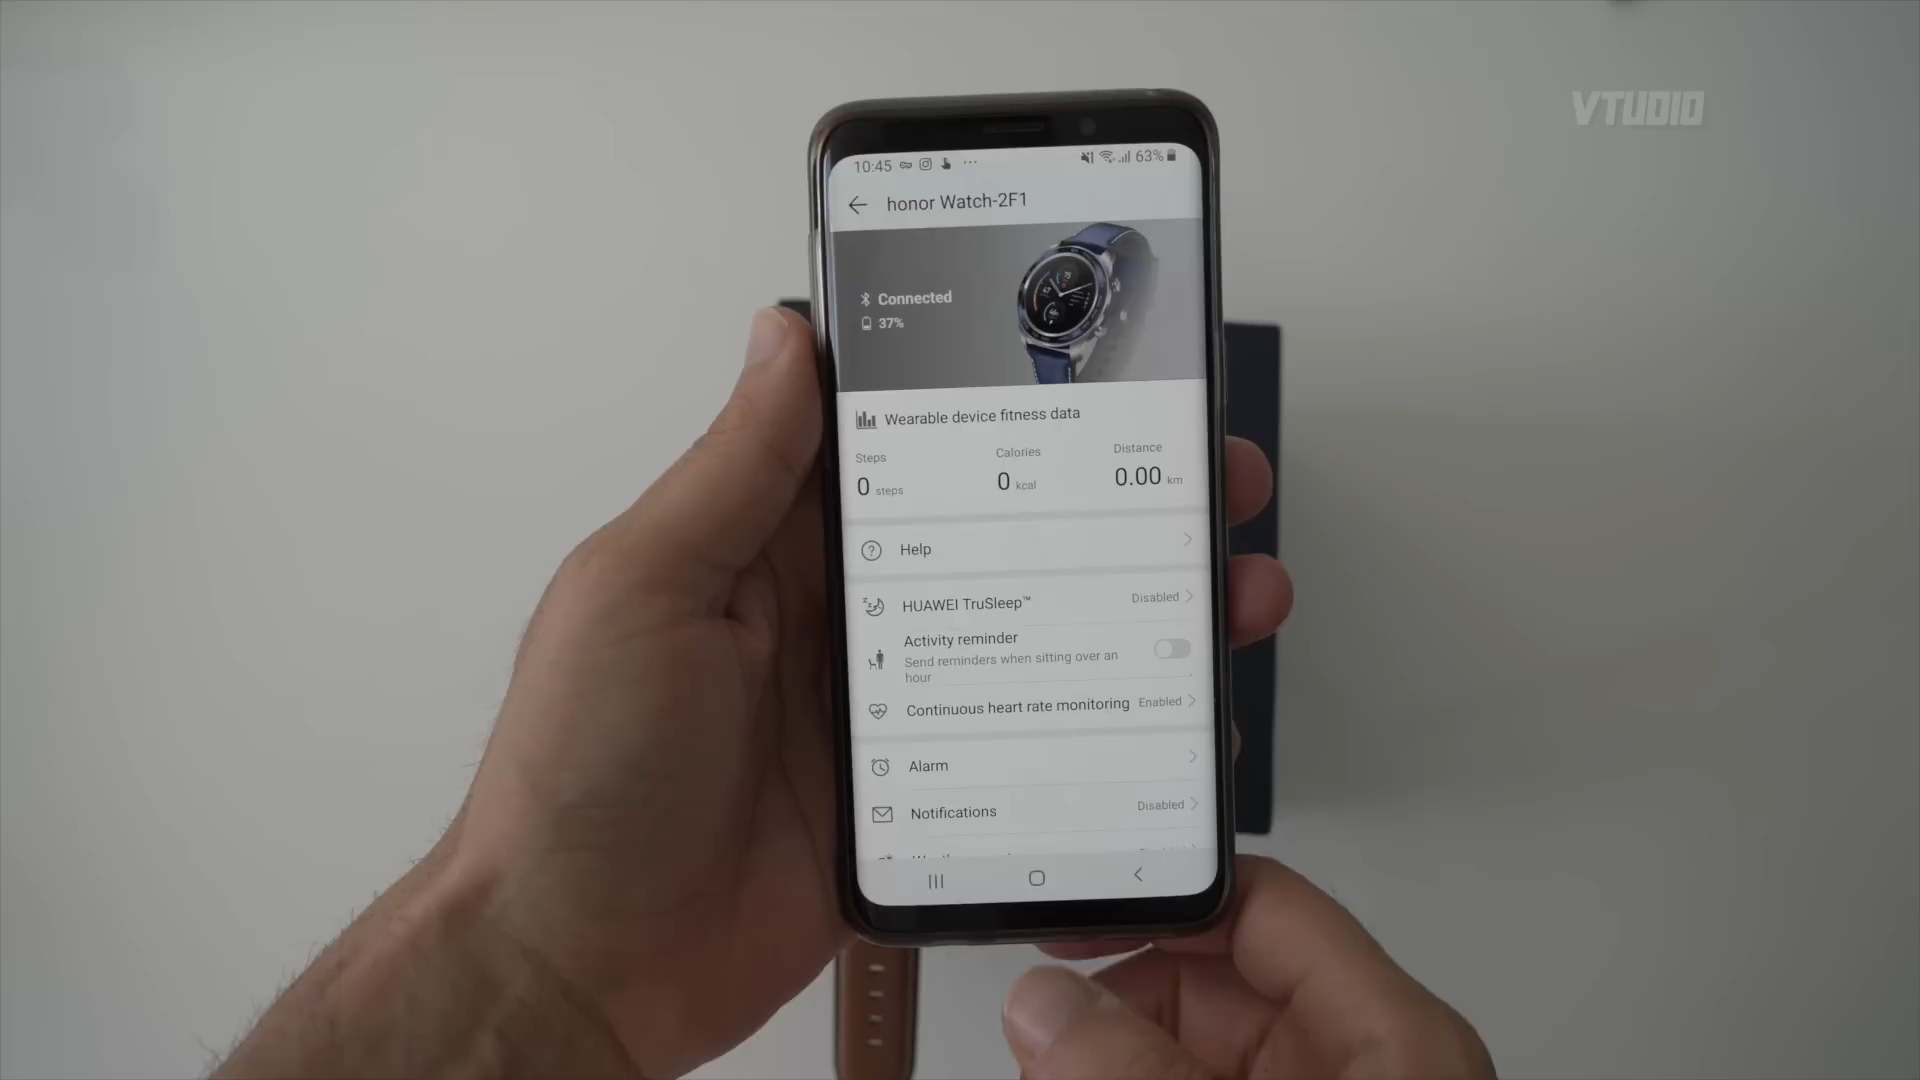 VTUDIO
10:45
63%
honor Watch-2F1
Connected
37%
Wearable device fitness data
Steps
Calories
Distance
0 steps
0 kcal
0.00 km
Help
HUAWEI TruSleep™
Disabled
Activity reminder
Send reminders when sitting over an
hour
Continuous heart rate monitoring
Enabled
Alarm
Notifications
Disabled